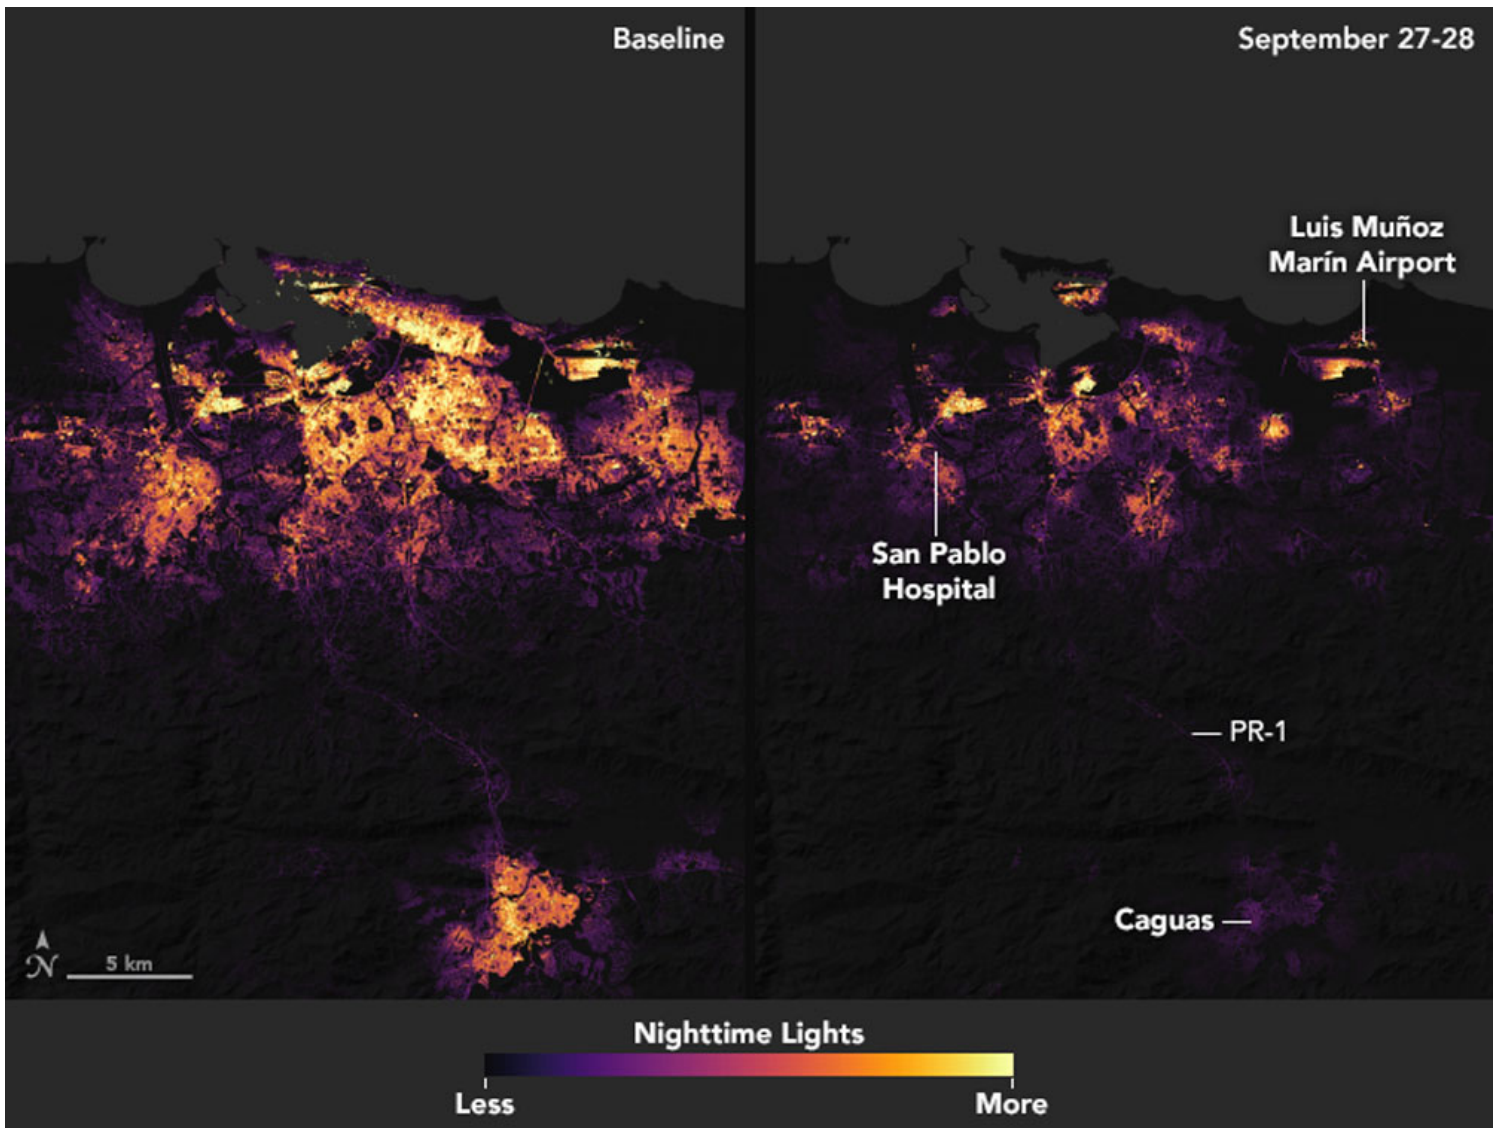 Baseline
September 27-28
Luis Muñoz
Marín Airport
San Pablo
Hospital
PR-1
Caguas
N
5 km
Nighttime Lights
Less
More